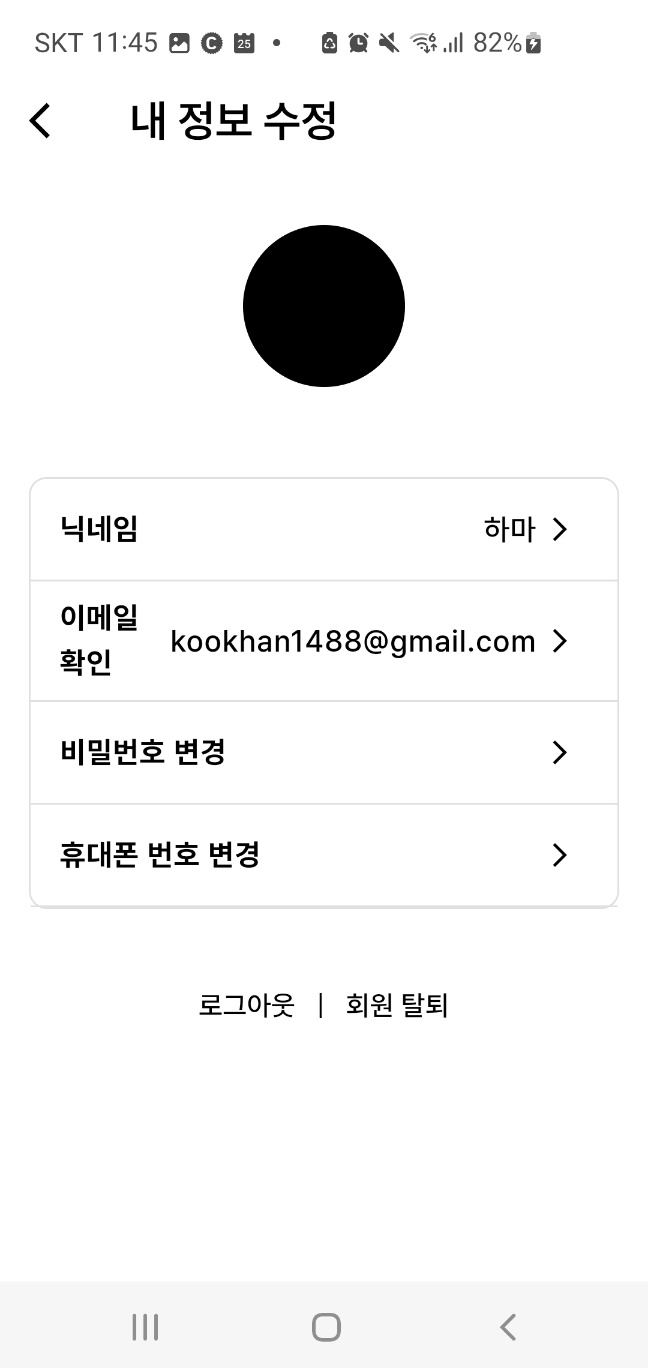 SKT 11:45 25 82%
내 정보 수정
닉네임 하마
이메일
확인 kookhan1488@gmail.com
비밀번호 변경
휴대폰 번호 변경
로그아웃 | 회원 탈퇴